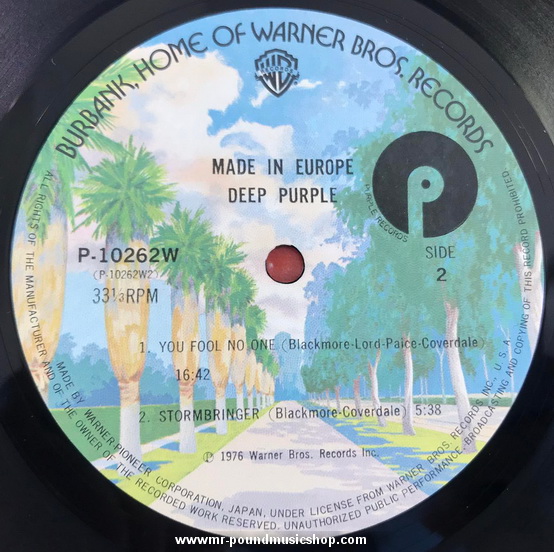 BURBANK, HOME OF WARNER BROS. RECORDS
RECORDS
MADE IN EUROPE
DEEP PURPLE
P
PURPLE RECORDS
P-10262W
(P-10262W2)
33⅓RPM
SIDE
2
1. YOU FOOL NO ONE (Blackmore-Lord-Paice-Coverdale)
16:42
2. STORMBRINGER (Blackmore-Coverdale) 5:38
Ⓟ 1976 Warner Bros. Records Inc.
ALL RIGHTS OF THE MANUFACTURER AND OF THE OWNER OF THE RECORDED WORK RESERVED. UNAUTHORIZED PUBLIC PERFORMANCE, BROADCASTING AND COPYING OF THIS RECORD PROHIBITED.
MADE BY WARNER-PIONEER CORPORATION, JAPAN, UNDER LICENSE FROM WARNER BROS. RECORDS INC., U.S.A.
www.mr-poundmusicshop.com